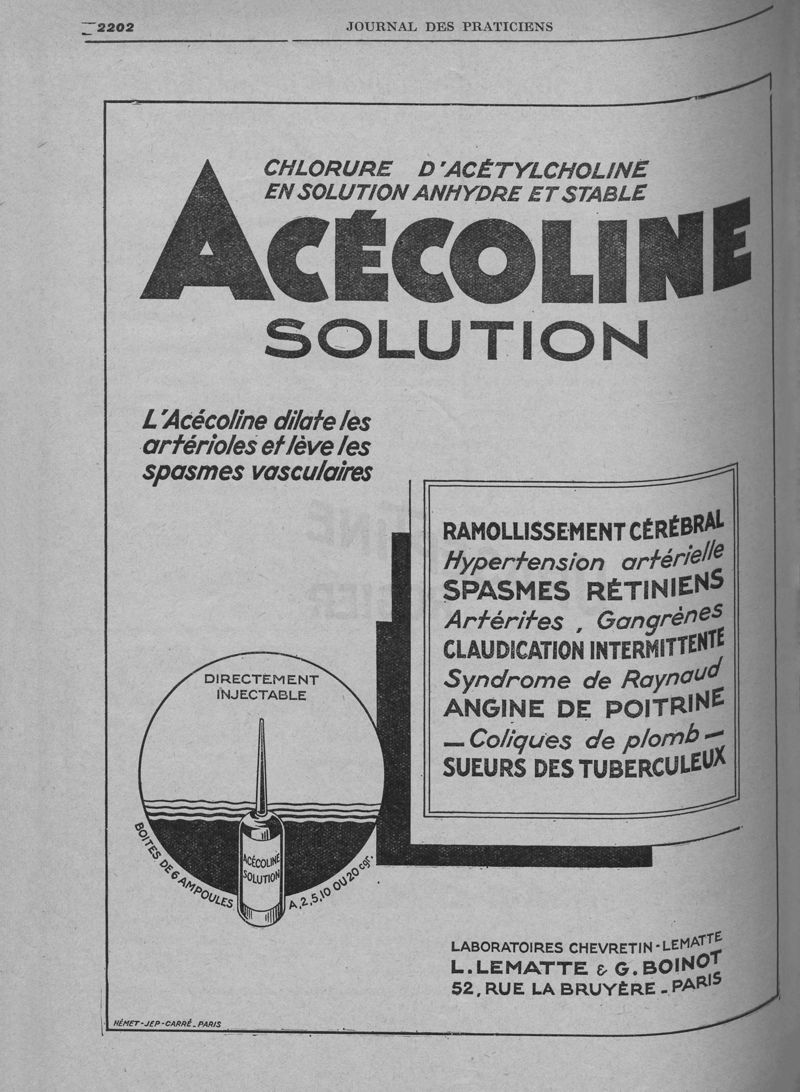 2202
JOURNAL DES PRATICIENS
CHLORURE D'ACÉTYLCHOLINE
EN SOLUTION ANHYDRE ET STABLE
ACÉCOLINE
SOLUTION
L'Acécoline dilate les
artérioles et lève les
spasmes vasculaires
RAMOLLISSEMENT CÉRÉBRAL
Hypertension artérielle
SPASMES RÉTINIENS
Artérites, Gangrènes
CLAUDICATION INTERMITTENTE
Syndrome de Raynaud
ANGINE DE POITRINE
— Coliques de plomb —
SUEURS DES TUBERCULEUX
DIRECTEMENT
INJECTABLE
ACÉCOLINE
SOLUTION
BOITES DE 6 AMPOULES A, 2, 5, 10 OU 20 cgr.
LABORATOIRES CHEVRETIN-LEMATTE
L. LEMATTE & G. BOINOT
52, RUE LA BRUYÈRE - PARIS
HÉMET-JEP-CARRÉ_PARIS